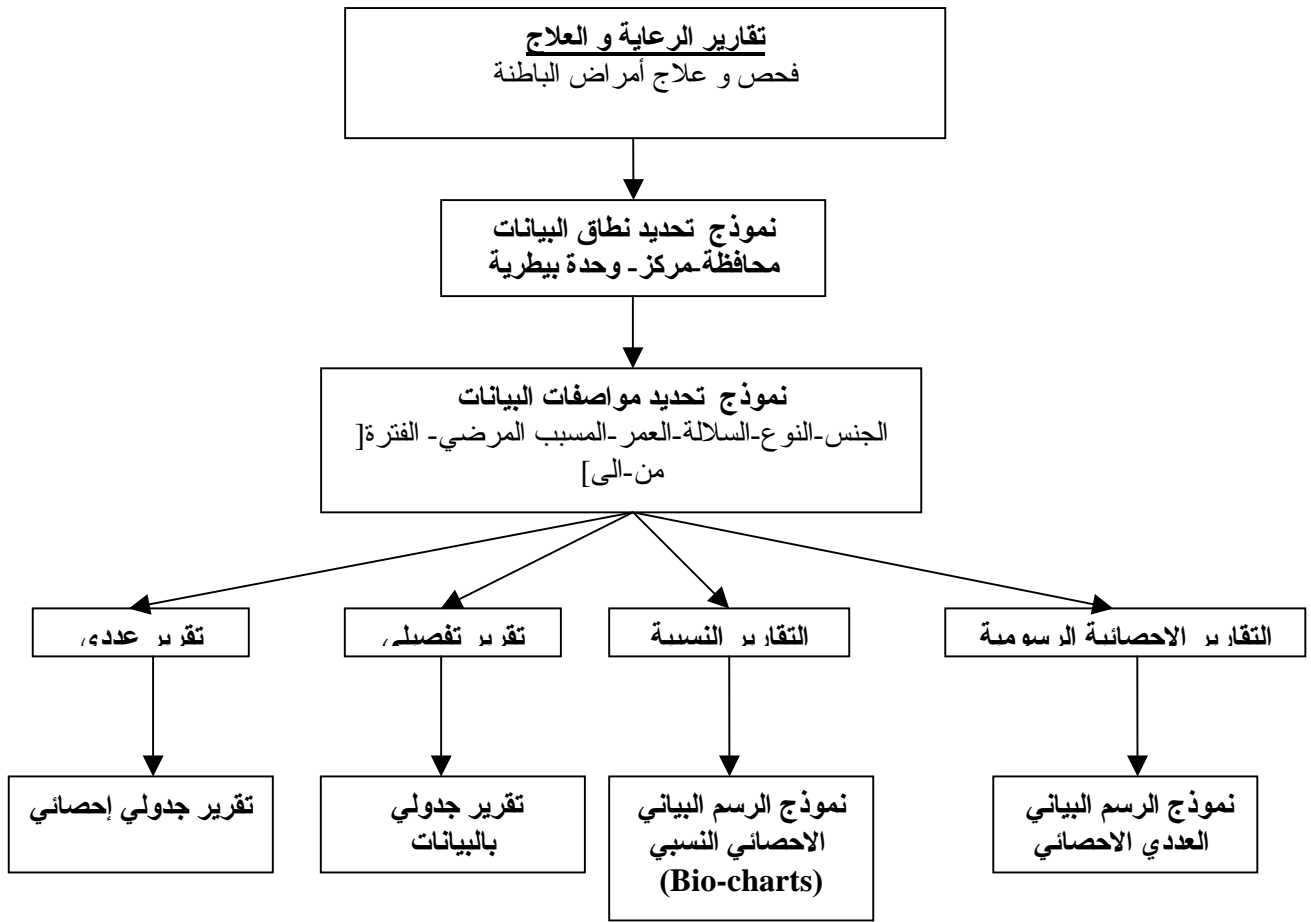 تقارير الرعاية و العلاج
فحص و علاج أمراض الباطنة
نموذج تحديد نطاق البيانات
محافظة-مركز- وحدة بيطرية
نموذج تحديد مواصفات البيانات
الجنس-النوع-السلالة-العمر-المسبب المرضي- الفترة[
من-الى]
التقارير الاحصائية الرسومية
التقارير النسبية
تقرير تفصيلي
تقرير عددي
نموذج الرسم البياني
العددي الاحصائي
نموذج الرسم البياني
الاحصائي النسبي
(Bio-charts)
تقرير جدولي
بالبيانات
تقرير جدولي إحصائي